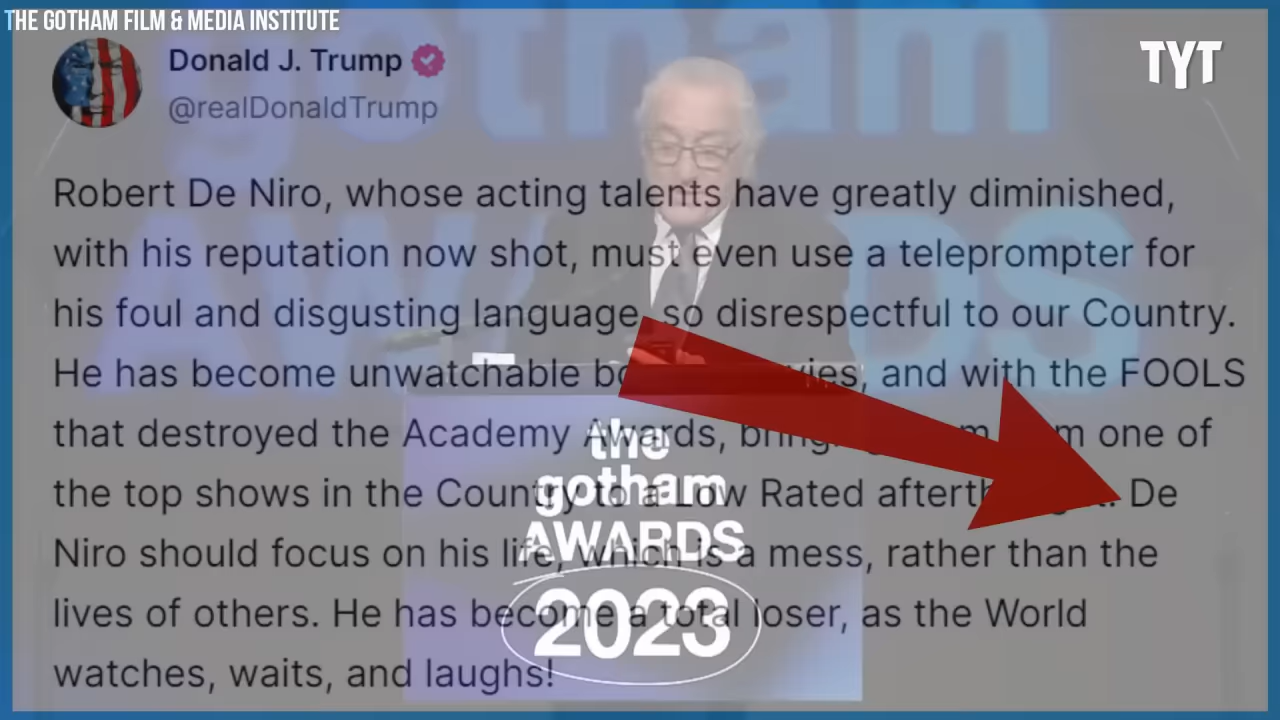 THE GOTHAM FILM & MEDIA INSTITUTE
TYT
Donald J. Trump
@realDonaldTrump
gotham
AWARDS
Robert De Niro, whose acting talents have greatly diminished,
with his reputation now shot, must even use a teleprompter for
his foul and disgusting language, so disrespectful to our Country.
He has become unwatchable and with the FOOLS
that destroyed the Academy Awards, one of
the top shows in the Country to a Low Rated De
Niro should focus on his life, which is a mess, rather than the
lives of others. He has become a total loser, as the World
watches, waits, and laughs!
the
gotham
AWARDS
2023